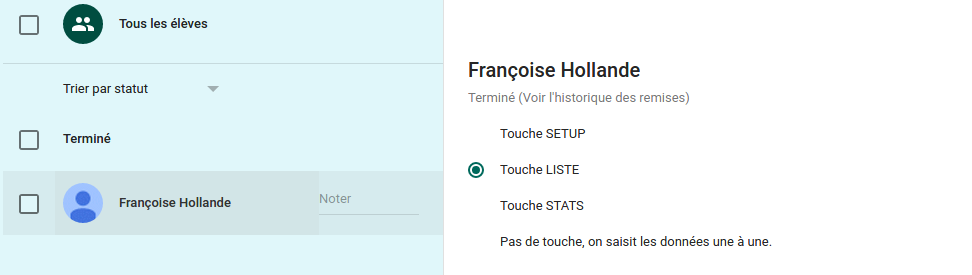 Tous les élèves
Trier par statut
Terminé
Françoise Hollande
Noter
Françoise Hollande
Terminé (Voir l'historique des remises)
Touche SETUP
Touche LISTE
Touche STATS
Pas de touche, on saisit les données une à une.